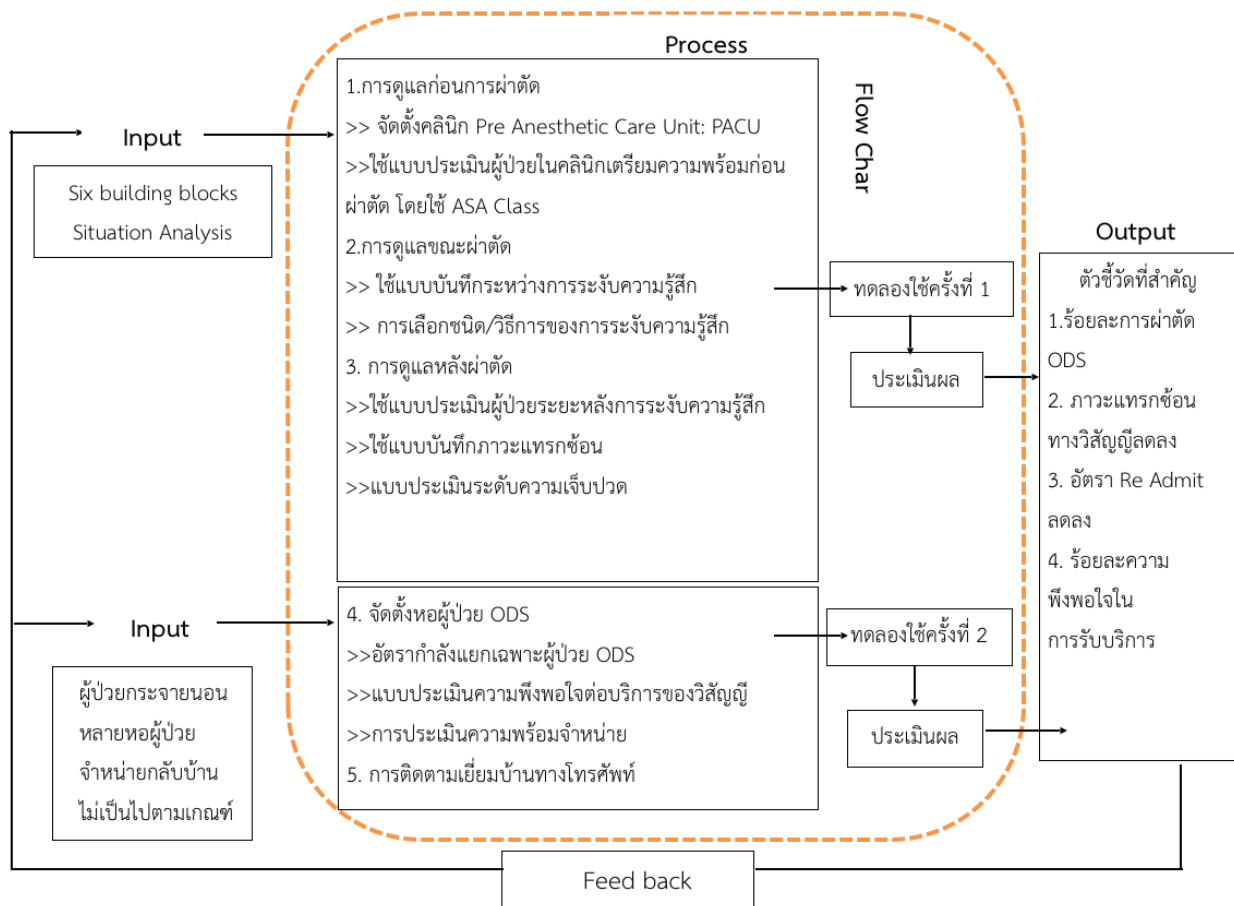 Process
1.การดูแลก่อนการผ่าตัด
>> จัดตั้งคลินิก Pre Anesthetic Care Unit: PACU
>>ใช้แบบประเมินผู้ป่วยในคลินิกเตรียมความพร้อมก่อน
ผ่าตัด โดยใช้ ASA Class
2.การดูแลขณะผ่าตัด
>> ใช้แบบบันทึกระหว่างการระงับความรู้สึก
>> การเลือกชนิด/วิธีการของการระงับความรู้สึก
3. การดูแลหลังผ่าตัด
>>ใช้แบบประเมินผู้ป่วยระยะหลังการระงับความรู้สึก
>>ใช้แบบบันทึกภาวะแทรกซ้อน
>>แบบประเมินระดับความเจ็บปวด
Flow Char
Input
Six building blocks
Situation Analysis
ทดลองใช้ครั้งที่ 1
ประเมินผล
Output
ตัวชี้วัดที่สำคัญ
1.ร้อยละการผ่าตัด
ODS
2. ภาวะแทรกซ้อน
ทางวิสัญญีลดลง
3. อัตรา Re Admit
ลดลง
4. ร้อยละความ
พึงพอใจใน
การรับบริการ
Input
ผู้ป่วยกระจายนอน
หลายหอผู้ป่วย
จำหน่ายกลับบ้าน
ไม่เป็นไปตามเกณฑ์
4. จัดตั้งหอผู้ป่วย ODS
>>อัตรากำลังแยกเฉพาะผู้ป่วย ODS
>>แบบประเมินความพึงพอใจต่อบริการของวิสัญญี
>>การประเมินความพร้อมจำหน่าย
5. การติดตามเยี่ยมบ้านทางโทรศัพท์
ทดลองใช้ครั้งที่ 2
ประเมินผล
Feed back